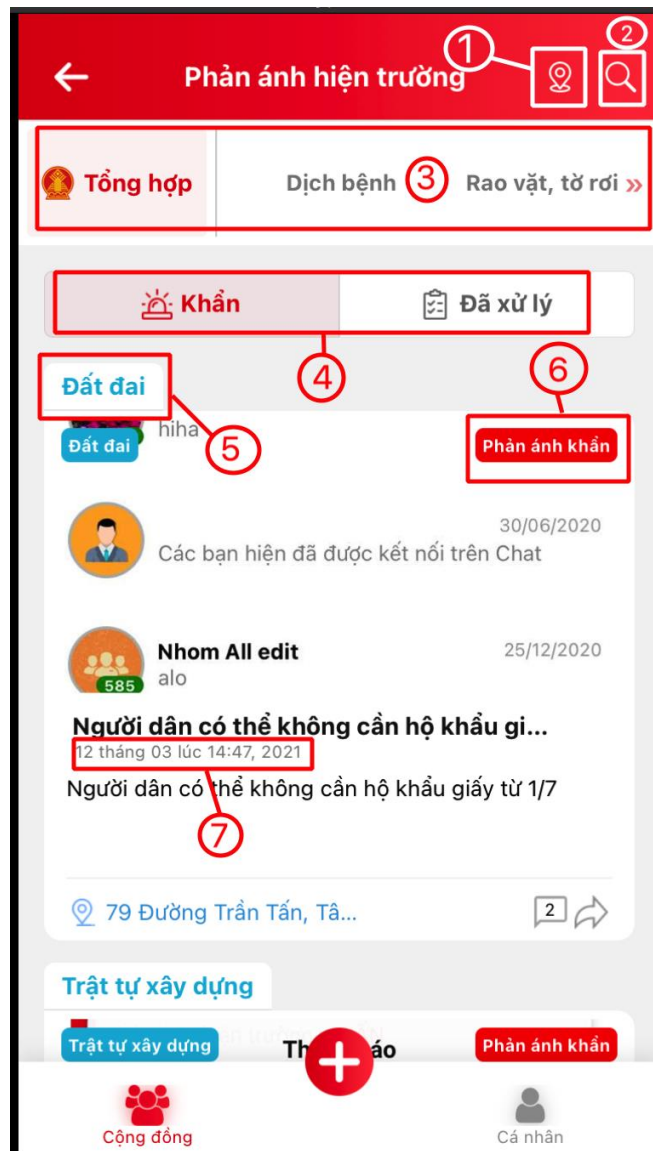 1
2
Phản ánh hiện trường
Tổng hợp
Dịch bệnh
3
Rao vặt, tờ rơi »
Khẩn
Đã xử lý
4
6
Đất đai
5
hiha
Đất đai
Phản ánh khẩn
30/06/2020
Các bạn hiện đã được kết nối trên Chat
Nhom All edit
25/12/2020
585
alo
Người dân có thể không cần hộ khẩu gi...
12 tháng 03 lúc 14:47, 2021
Người dân có thể không cần hộ khẩu giấy từ 1/7
7
79 Đường Trần Tấn, Tâ...
2
Trật tự xây dựng
Trật tự xây dựng
Th
áo
Phản ánh khẩn
Cộng đồng
Cá nhân